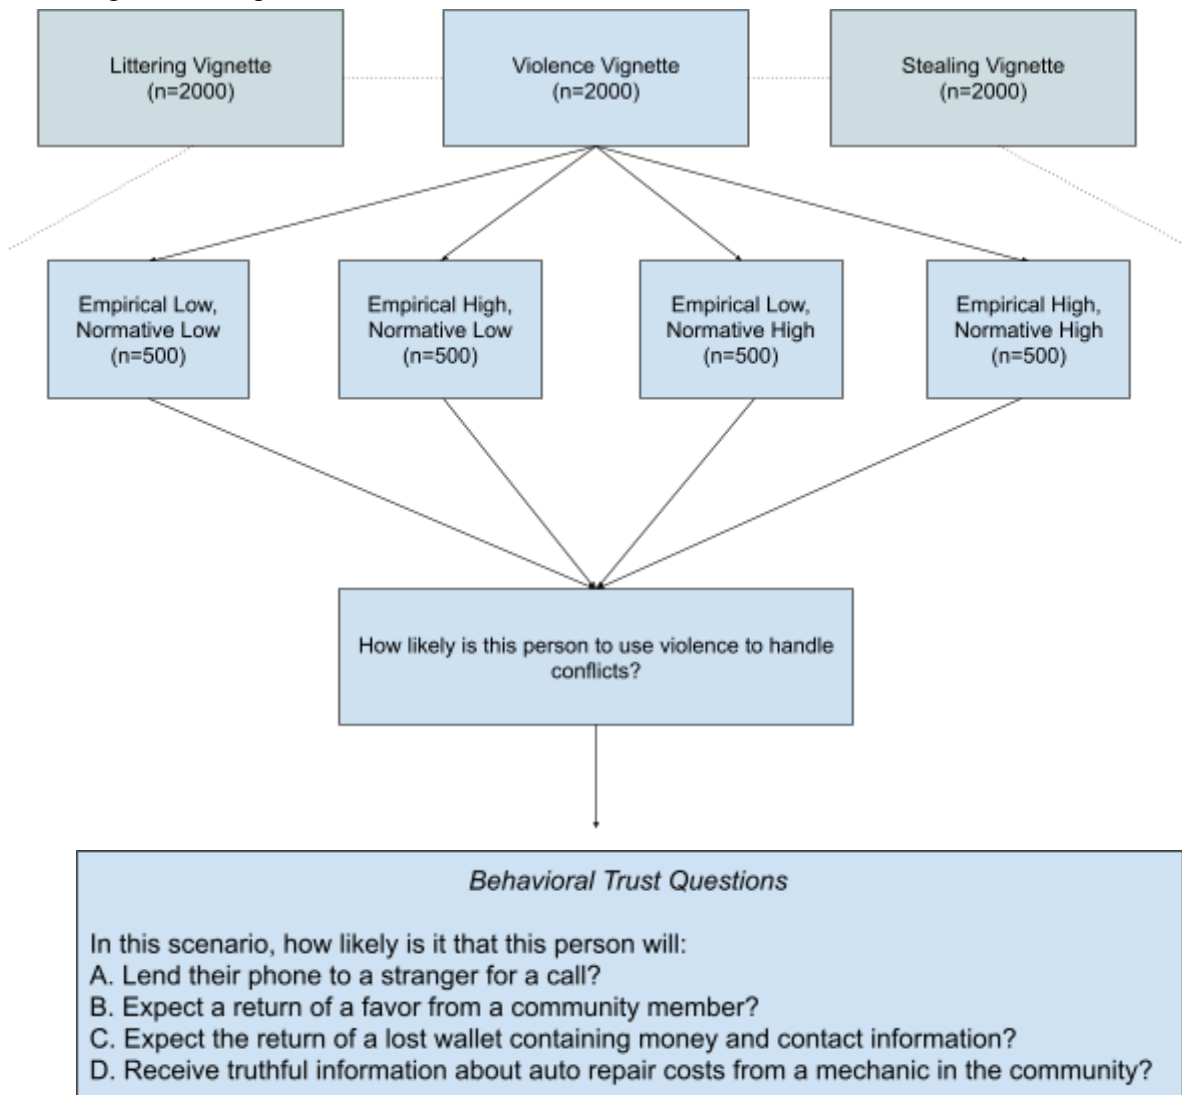 Littering Vignette
(n=2000)
Violence Vignette
(n=2000)
Stealing Vignette
(n=2000)
Empirical Low,
Normative Low
(n=500)
Empirical High,
Normative Low
(n=500)
Empirical Low,
Normative High
(n=500)
Empirical High,
Normative High
(n=500)
How likely is this person to use violence to handle
conflicts?
Behavioral Trust Questions
In this scenario, how likely is it that this person will:
A. Lend their phone to a stranger for a call?
B. Expect a return of a favor from a community member?
C. Expect the return of a lost wallet containing money and contact information?
D. Receive truthful information about auto repair costs from a mechanic in the community?